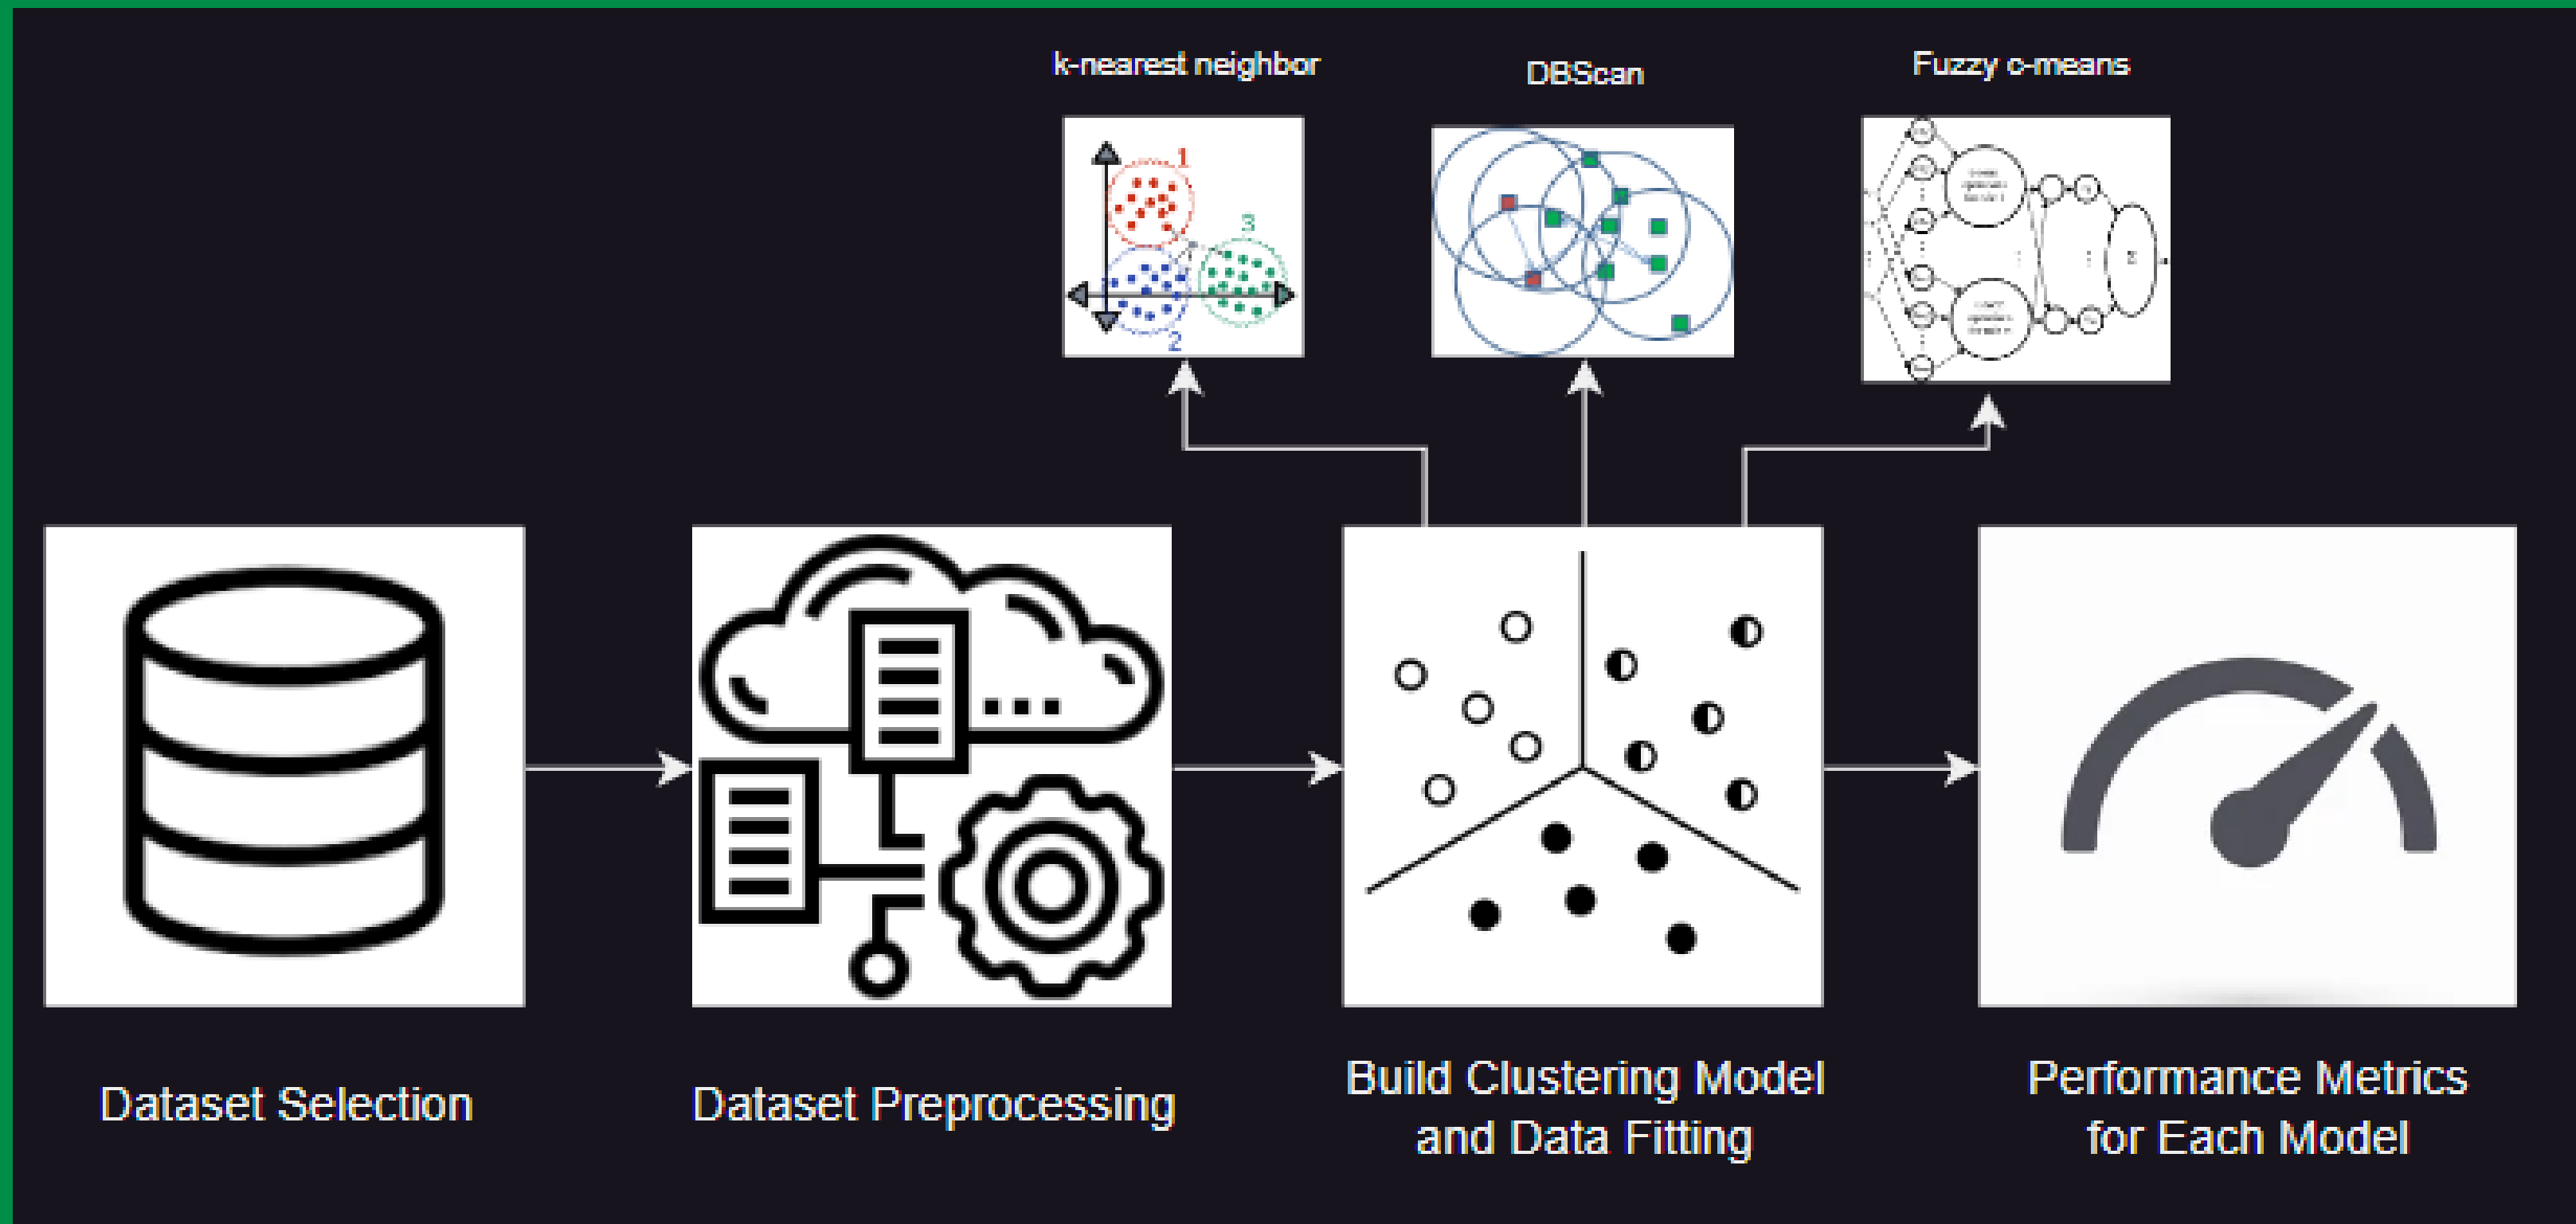 k-nearest neighbor
DBScan
Fuzzy c-means
1
3
2
Dataset Selection
Dataset Preprocessing
Build Clustering Model
and Data Fitting
Performance Metrics
for Each Model